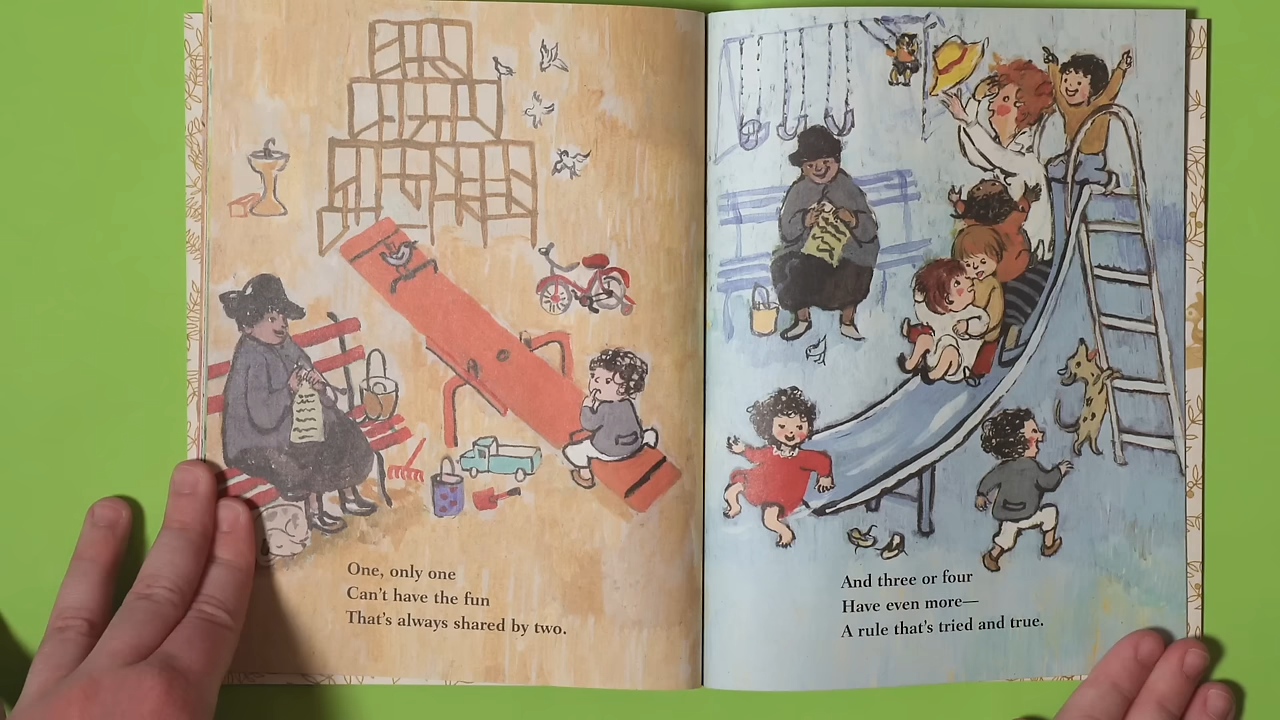 One, only one
Can't have the fun
That's always shared by two.
And three or four
Have even more—
A rule that's tried and true.